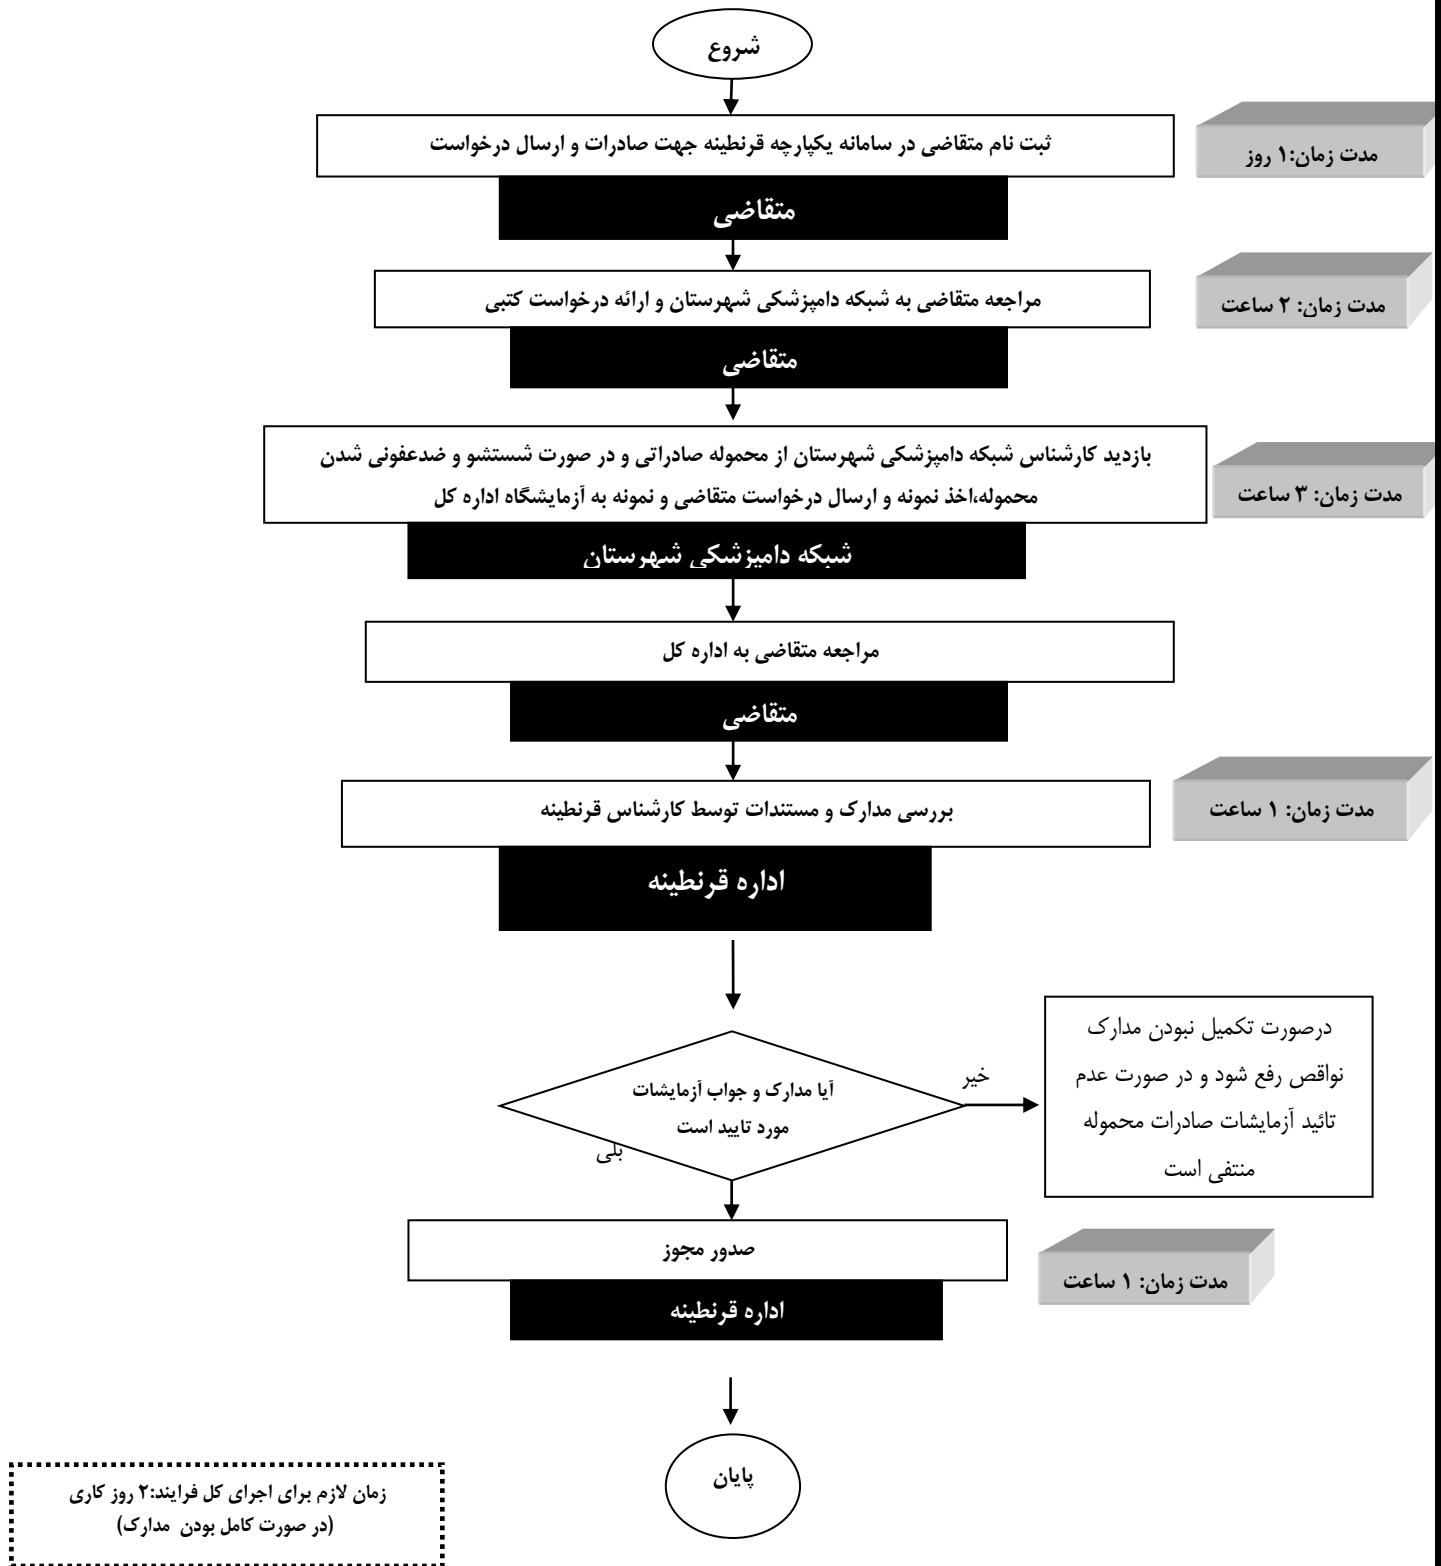 شروع
ثبت نام متقاضی در سامانه یکپارچه قرنطینه جهت صادرات و ارسال درخواست
مدت زمان:۱ روز
متقاضی
مراجعه متقاضی به شبکه دامپزشکی شهرستان و ارائه درخواست کتبی
مدت زمان: ۲ ساعت
متقاضی
بازدید کارشناس شبکه دامپزشکی شهرستان از محموله صادراتی و در صورت شستشو و ضدعفونی شدن
محموله،اخذ نمونه و ارسال درخواست متقاضی و نمونه به آزمایشگاه اداره کل
مدت زمان: ۳ ساعت
شبکه دامپزشکی شهرستان
مراجعه متقاضی به اداره کل
متقاضی
بررسی مدارک و مستندات توسط کارشناس قرنطینه
مدت زمان: ۱ ساعت
اداره قرنطینه
آیا مدارک و جواب آزمایشات
مورد تایید است
خیر
درصورت تکمیل نبودن مدارک
نواقص رفع شود و در صورت عدم
تائید آزمایشات صادرات محموله
منتفی است
بلی
صدور مجوز
مدت زمان: ۱ ساعت
اداره قرنطینه
پایان
زمان لازم برای اجرای کل فرایند:۲ روز کاری
(در صورت کامل بودن مدارک)